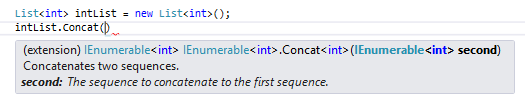 List<int> intList = new List<int>();
intList.Concat()
(extension) IEnumerable<int> IEnumerable<int>.Concat<int>(IEnumerable<int> second)
Concatenates two sequences.
second: The sequence to concatenate to the first sequence.